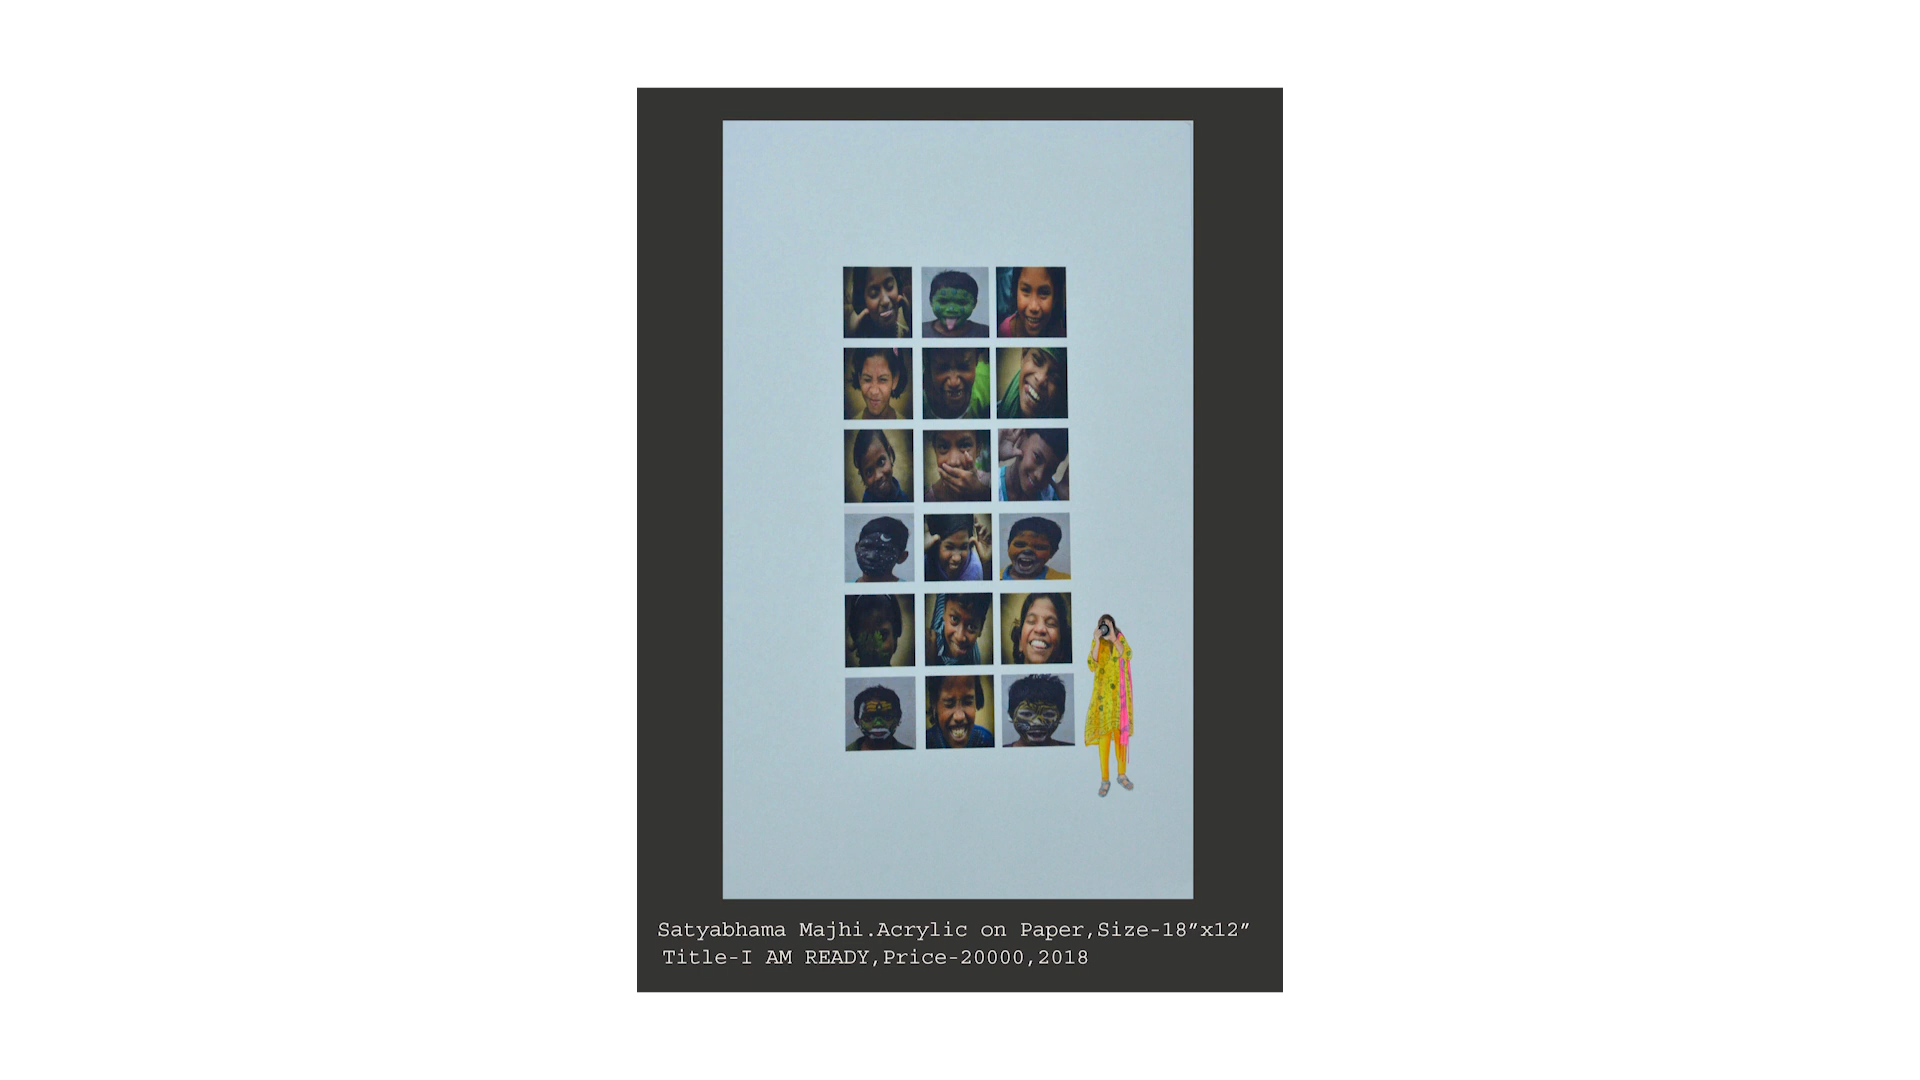 Satyabhama Majhi.Acrylic on Paper,Size-18”x12”
Title-I AM READY,Price-20000,2018